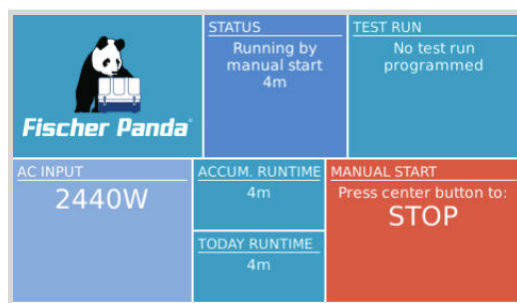 Fischer Panda
STATUS
Running by
manual start
4m
TEST RUN
No test run
programmed
AC INPUT
2440W
ACCUM. RUNTIME
4m
TODAY RUNTIME
4m
MANUAL START
Press center button to:
STOP